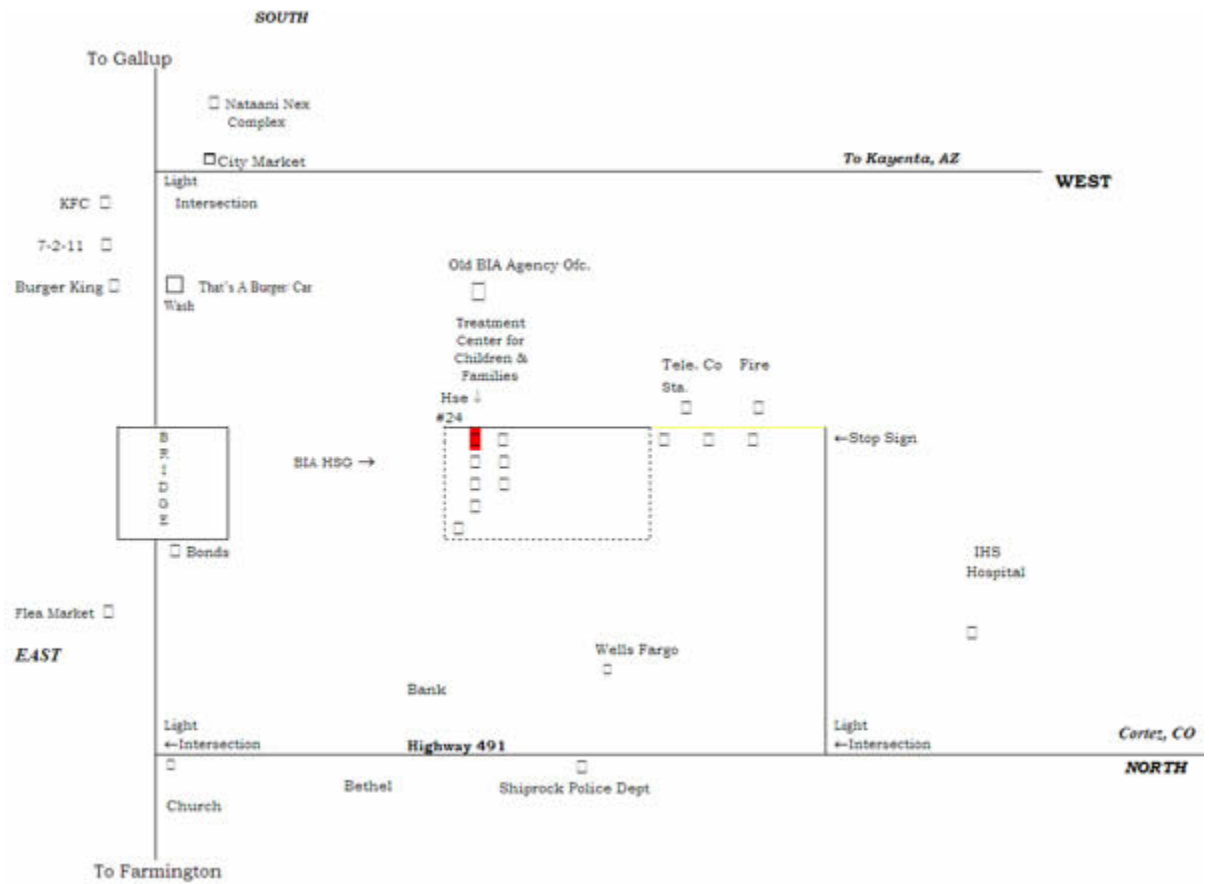 SOUTH
To Gallup
Nataani Nex
Complex
City Market
To Kayenta, AZ
WEST
Light
Intersection
KFC
7-2-11
Burger King
That's A Burger Car
Wash
Old BIA Agency Ofc.
Treatment
Center for
Children &
Families
Hse ↓
#24
Tele. Co Fire
Sta.
←Stop Sign
BRIDGE
BIA HSG →
Bonds
IHS
Hospital
Flea Market
EAST
Wells Fargo
Bank
Light
←Intersection
Highway 491
Light
←Intersection
Cortez, CO
NORTH
Bethel
Shiprock Police Dept
Church
To Farmington